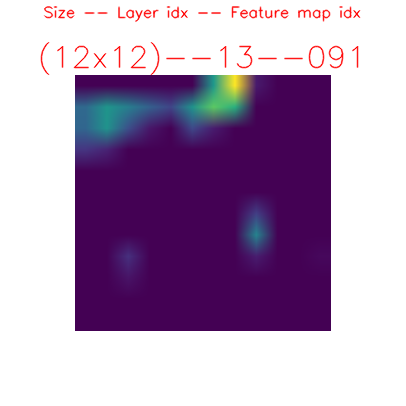 Size -- Layer idx -- Feature map idx
(12x12)--13--091